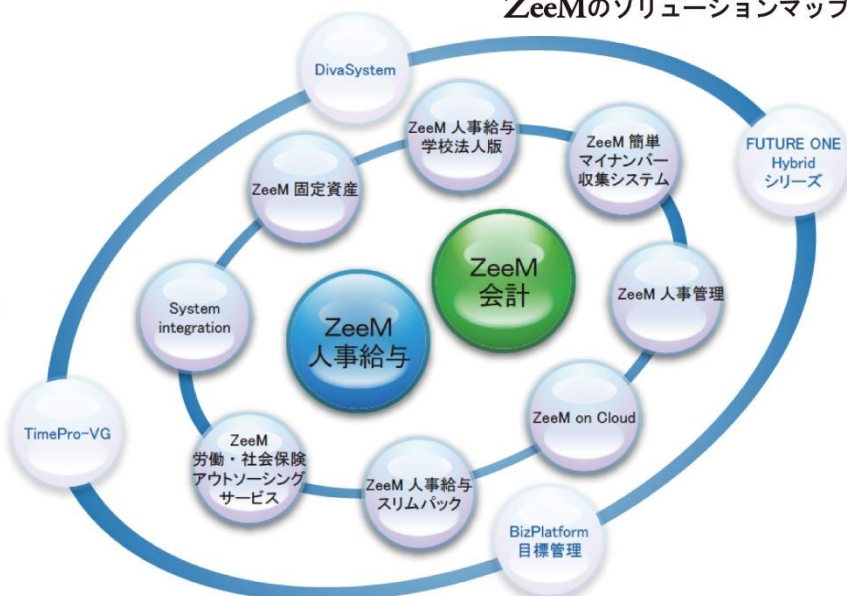 ZeeMのソリューションマップ
DivaSystem
ZeeM 人事給与
学校法人版
ZeeM 簡単
マイナンバー
収集システム
FUTURE ONE
Hybrid
シリーズ
ZeeM 固定資産
ZeeM
会計
ZeeM 人事管理
System
integration
ZeeM
人事給与
TimePro-VG
ZeeM on Cloud
ZeeM
労働・社会保険
アウトソーシング
サービス
ZeeM 人事給与
スリムパック
BizPlatform
目標管理